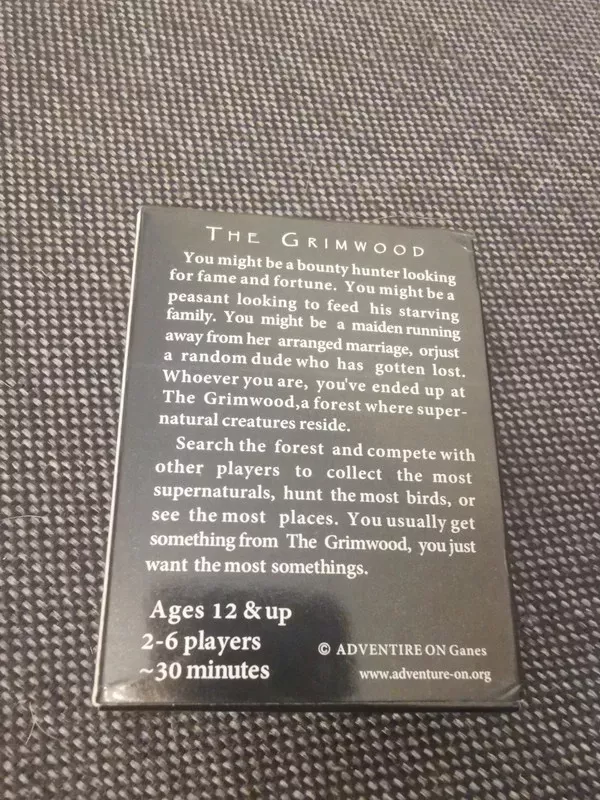 THE GRIMWOOD
You might be a bounty hunter looking
for fame and fortune. You might be a
peasant looking to feed his starving
family. You might be a maiden running
away from her arranged marriage, orjust
a random dude who has gotten lost.
Whoever you are, you've ended up at
The Grimwood,a forest where super-
natural creatures reside.
Search the forest and compete with
other players to collect the most
supernaturals, hunt the most birds, or
see the most places. You usually get
something from The Grimwood, you just
want the most somethings.
Ages 12 & up
2-6 players
~30 minutes
© ADVENTIRE ON Ganes
www.adventure-on.org